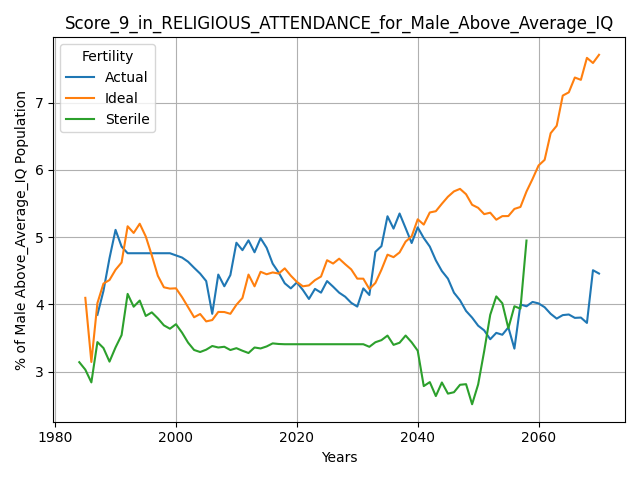 Score_9_in_RELIGIOUS_ATTENDANCE_for_Male_Above_Average_IQ
% of Male Above_Average_IQ Population
Fertility
Actual
Ideal
Sterile
7
6
5
4
3
1980
2000
2020
2040
2060
Years